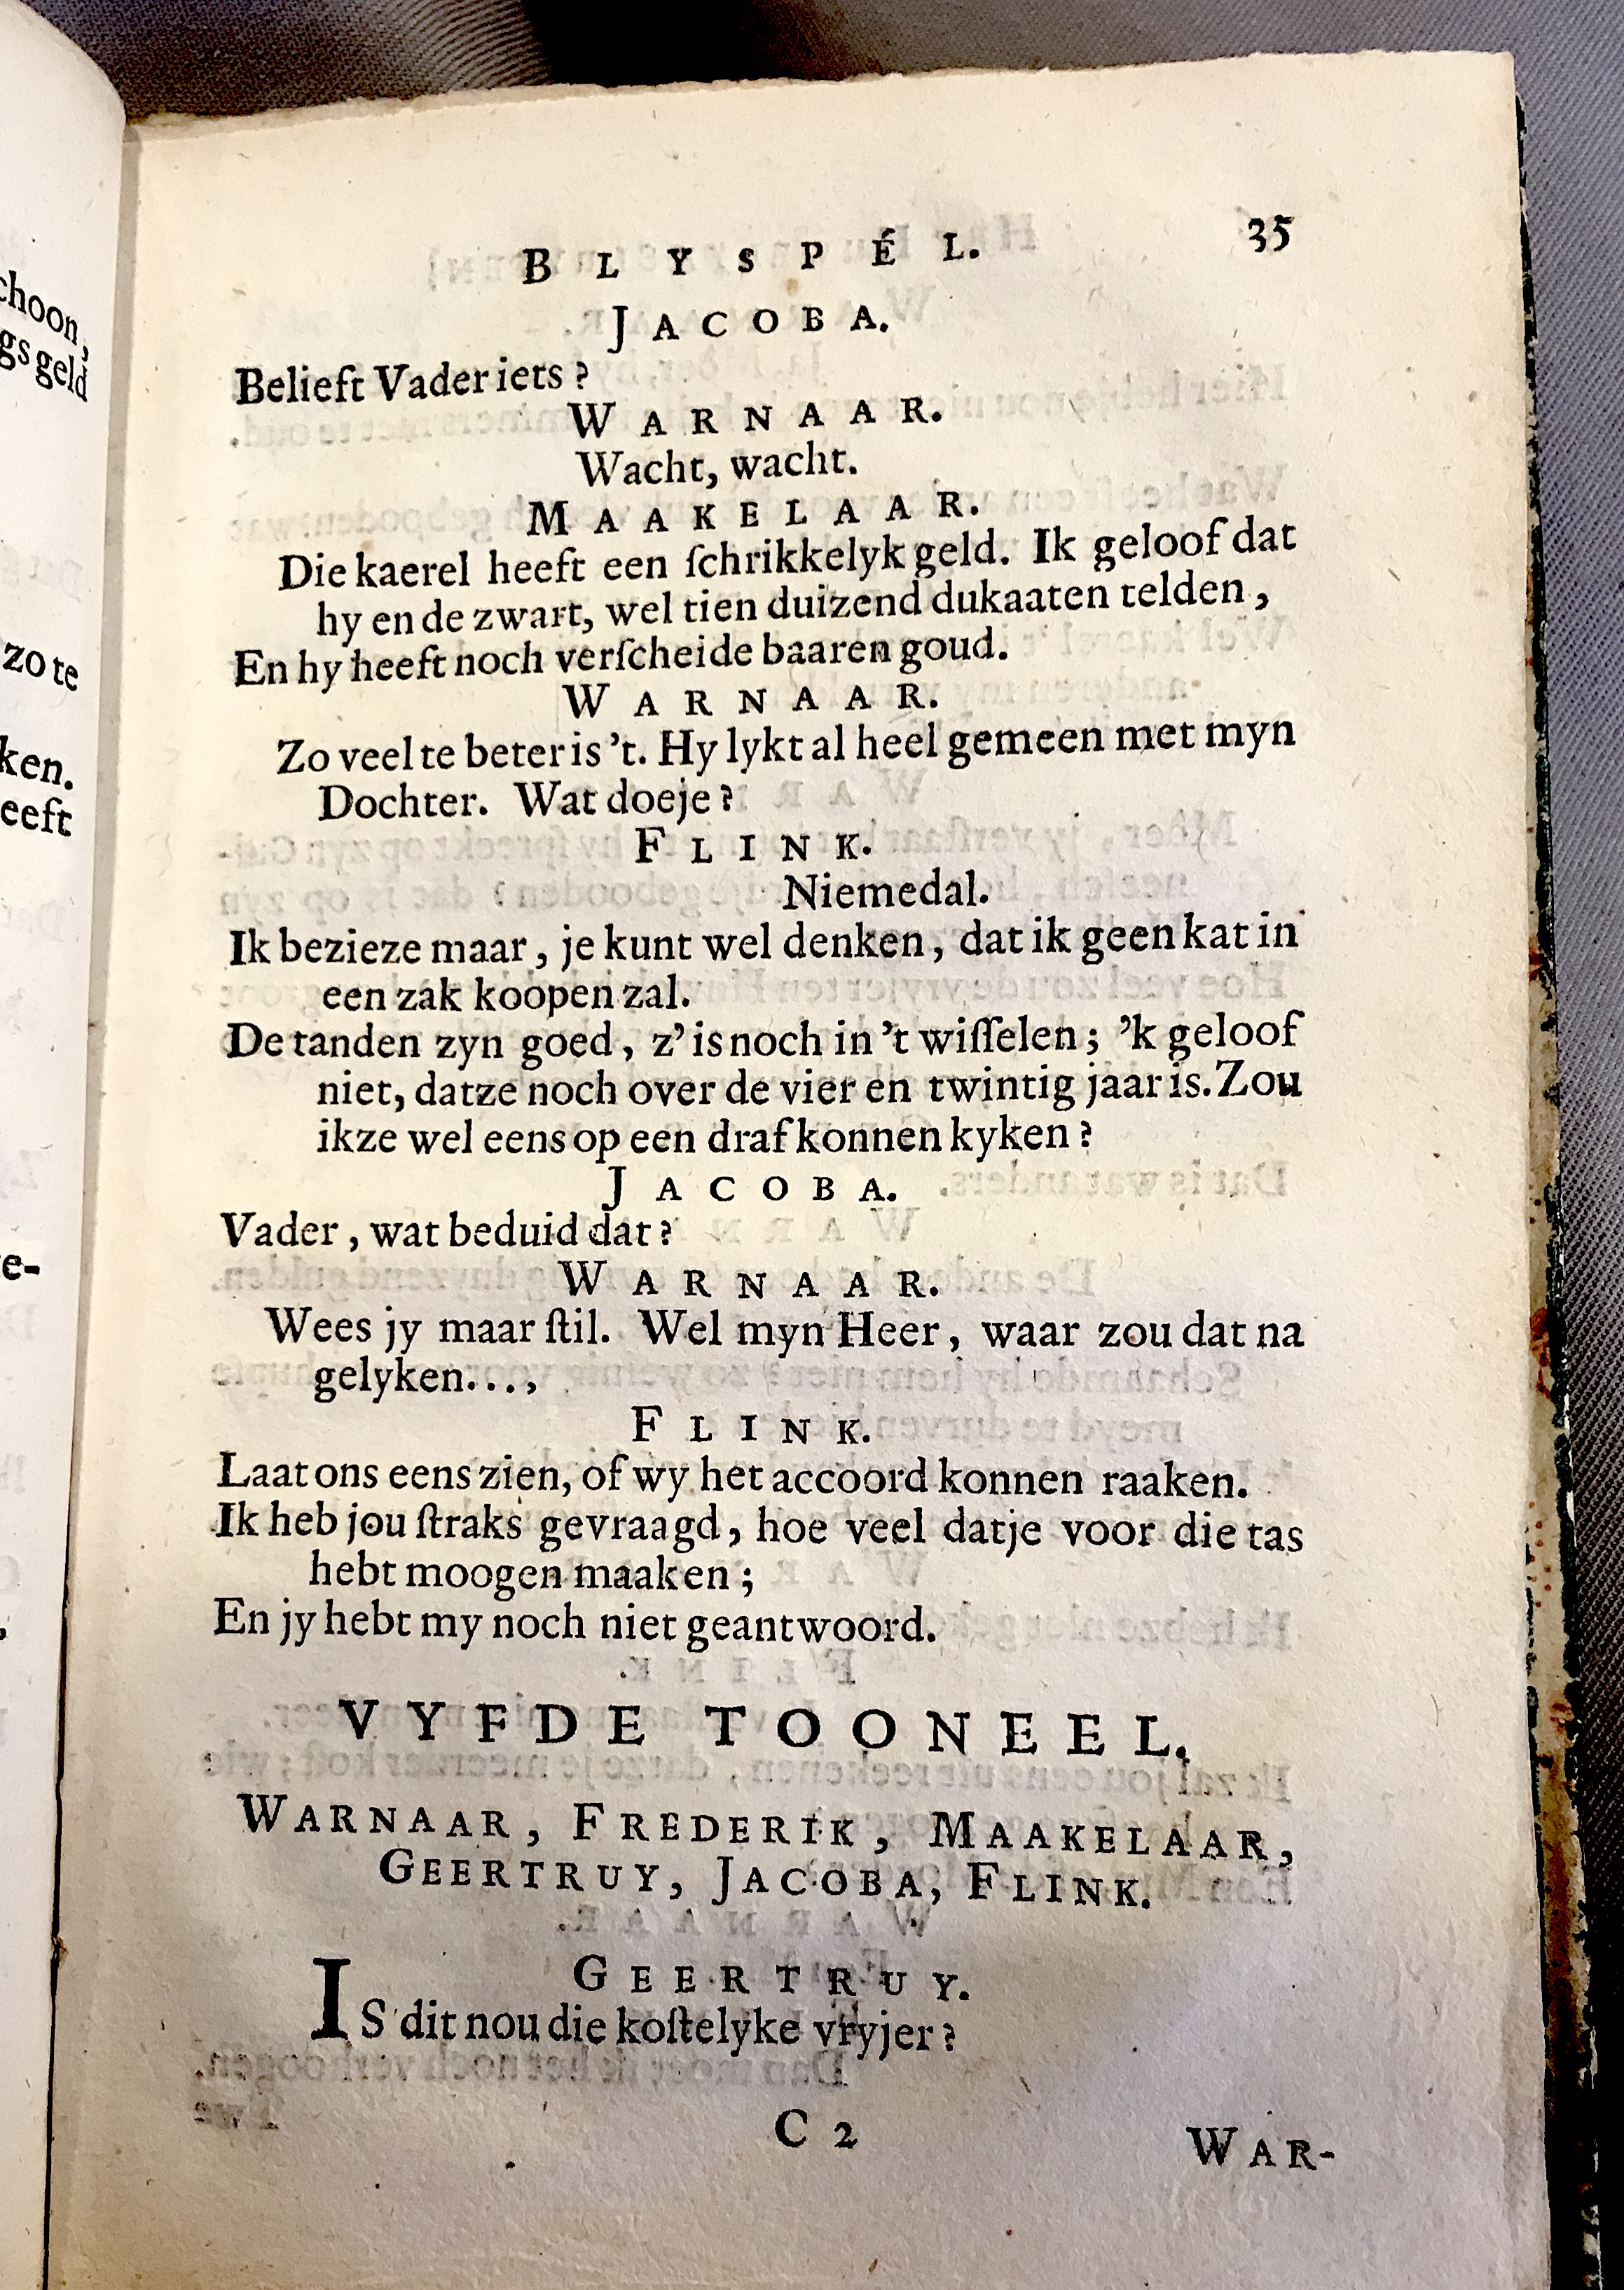 choon,
gs geld
zo te
ken.
eeft
e-
BLYSPÉL. 35
JACOBA.
Belieft Vader iets?
WARNAAR.
Wacht, wacht.
MAAKELAAR.
Die kaerel heeft een ſchrikkelyk geld. Ik geloof dat
hy en de zwart, wel tien duizend dukaaten telden,
En hy heeft noch verſcheide baaren goud.
WARNAAR.
Zo veel te beter is 't. Hy lykt al heel gemeen met myn
Dochter. Wat doeje?
FLINK.
Niemedal.
Ik bezieze maar, je kunt wel denken, dat ik geen kat in
een zak koopen zal.
De tanden zyn goed, z' is noch in 't wiſſelen; 'k geloof
niet, datze noch over de vier en twintig jaar is. Zou
ikze wel eens op een draf konnen kyken?
JACOBA.
Vader, wat beduid dat?
WARNAAR.
Wees jy maar ſtil. Wel myn Heer, waar zou dat na
gelyken...,
FLINK.
Laat ons eens zien, of wy het accoord konnen raaken.
Ik heb jou ſtraks gevraagd, hoe veel datje voor die tas
hebt moogen maaken;
En jy hebt my noch niet geantwoord.
VYFDE TOONEEL.
WARNAAR, FREDERIK, MAAKELAAR,
GEERTRUY, JACOBA, FLINK.
GEERTRUY.
IS dit nou die koſtelyke vryjer?
C 2 WAR-